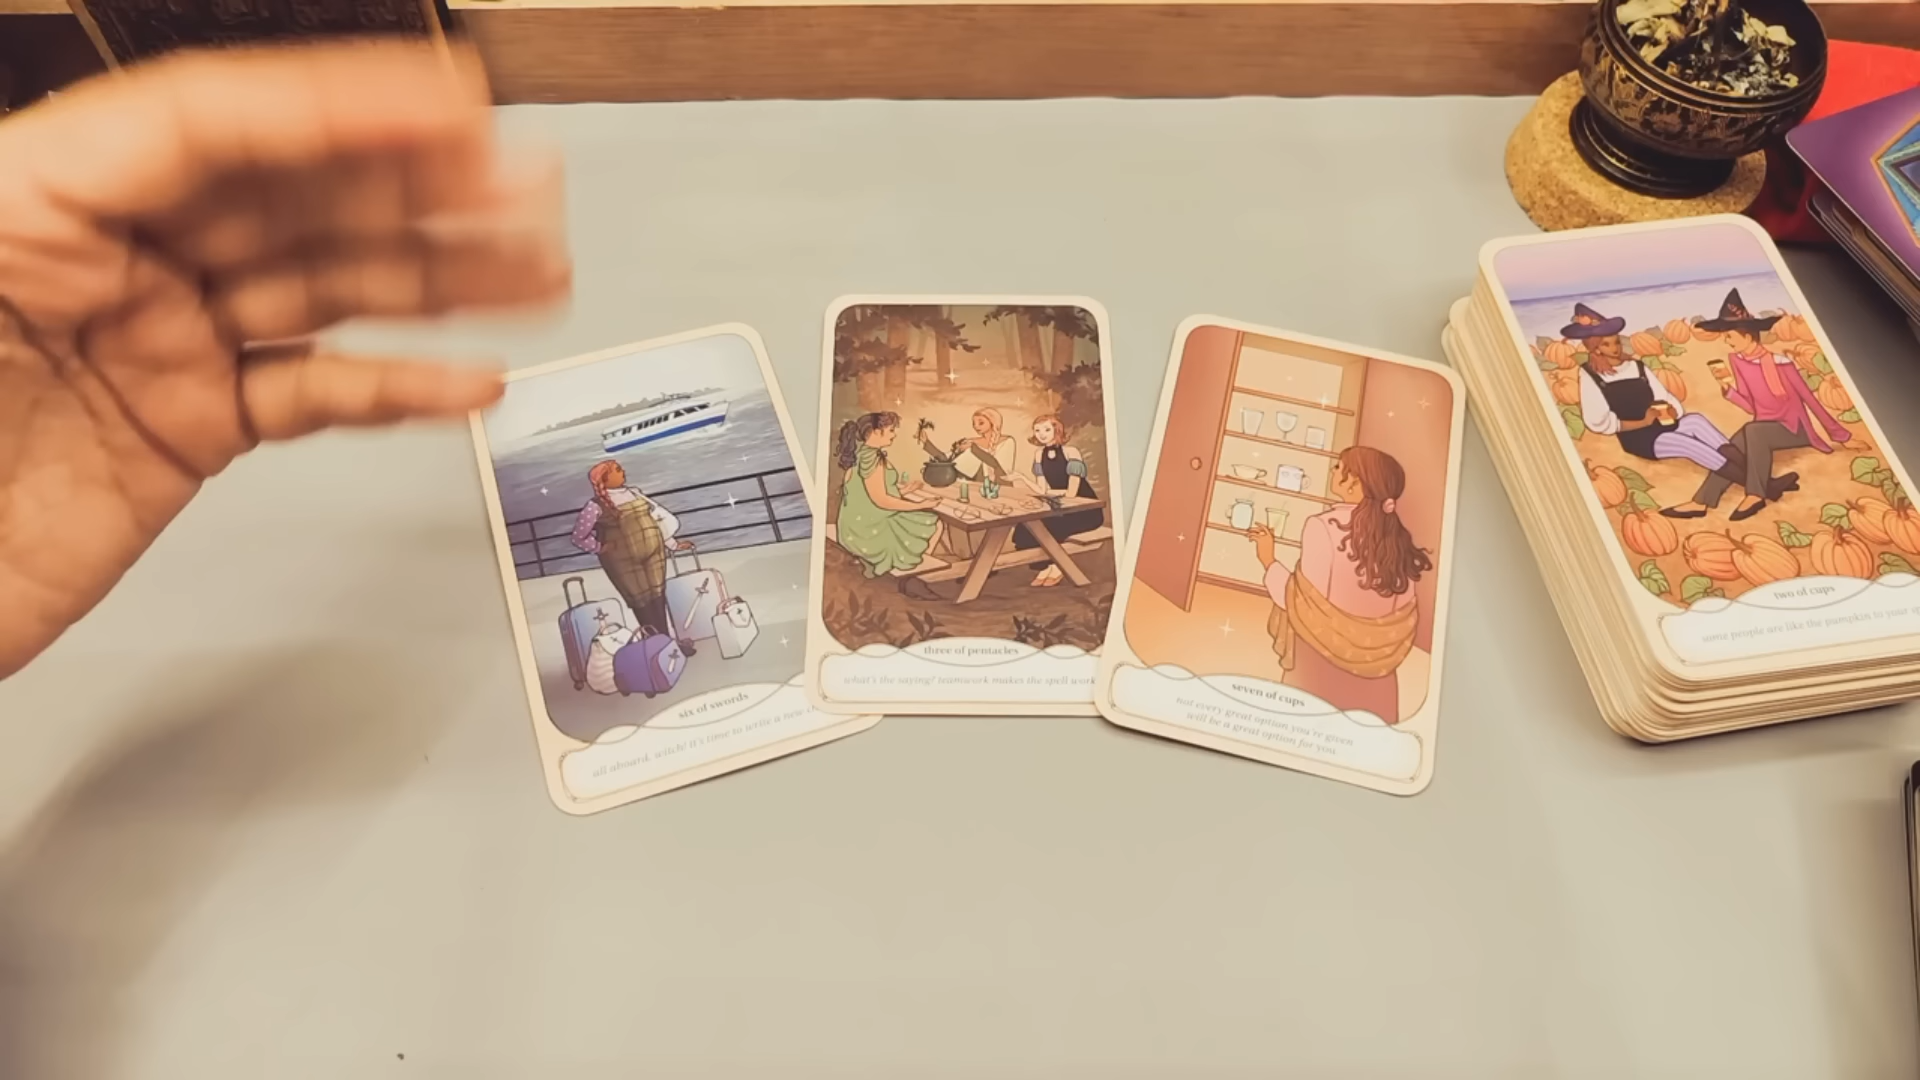 six of swords
all aboard, witch! it's time to write a new
three of pentacles
what's the saying? teamwork makes the spell work
seven of cups
not every great option you're given
will be a great option for you
two of cups
some people are like the pumpkin to your